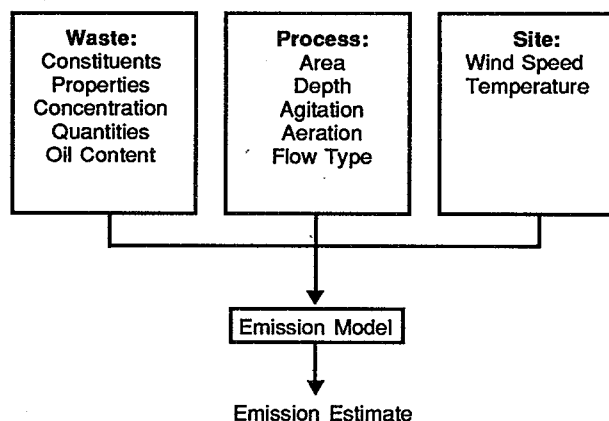 Waste:
Constituents
Properties
Concentration
Quantities
Oil Content
Process:
Area
Depth
Agitation
Aeration
Flow Type
Site:
Wind Speed
Temperature
Emission Model
Emission Estimate